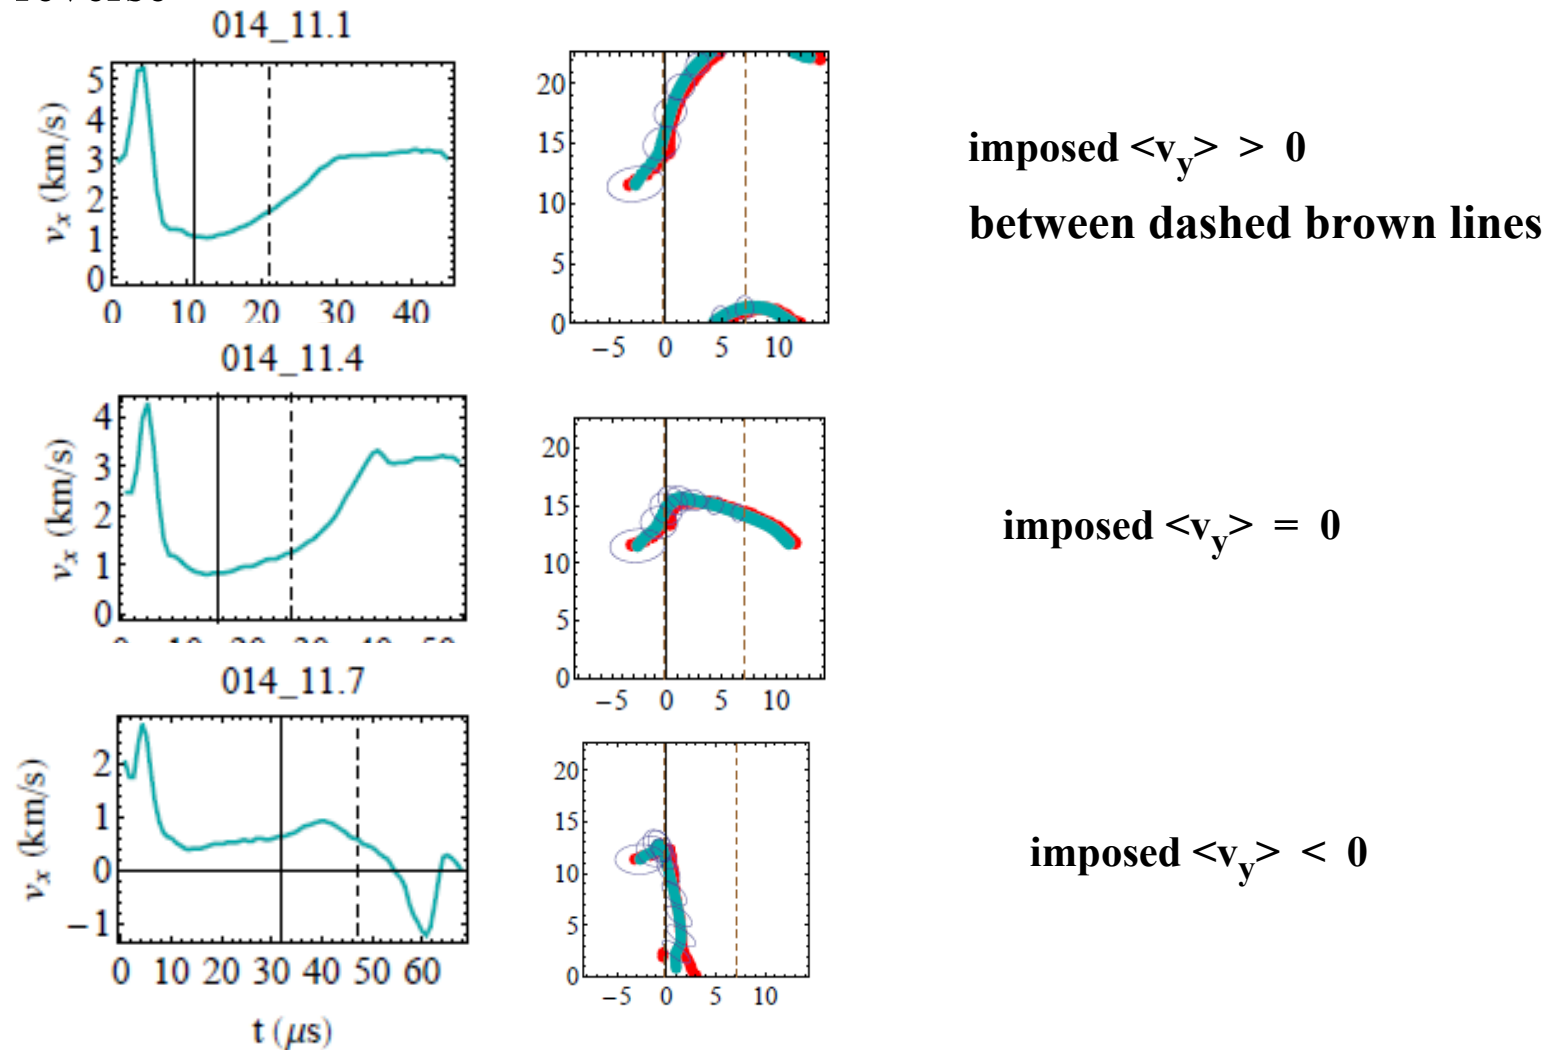 014_11.1
v_x (km/s)
5
4
3
2
1
0
0 10 20 30 40
20
15
10
5
0
−5 0 5 10
imposed <v_y> > 0
between dashed brown lines
014_11.4
v_x (km/s)
4
3
2
1
0
20
15
10
5
0
−5 0 5 10
imposed <v_y> = 0
014_11.7
v_x (km/s)
2
1
0
−1
0 10 20 30 40 50 60
t (μs)
20
15
10
5
0
−5 0 5 10
imposed <v_y> < 0